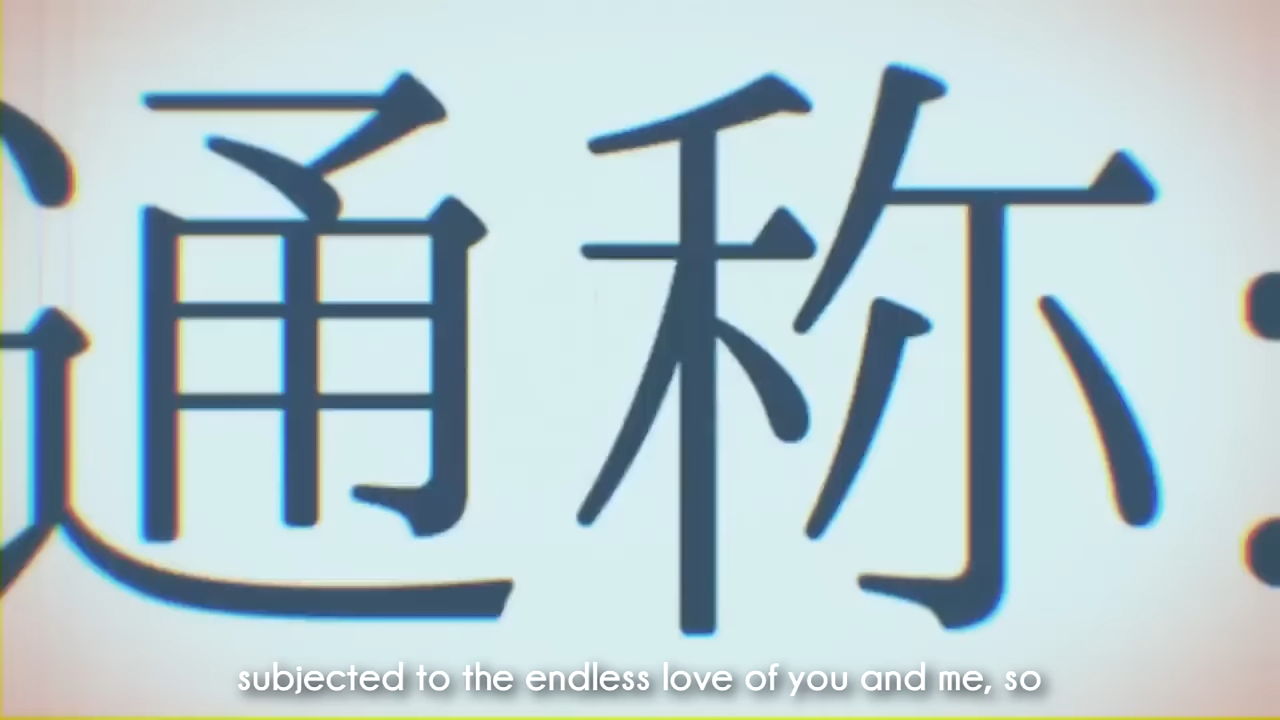 通称:
subjected to the endless love of you and me, so